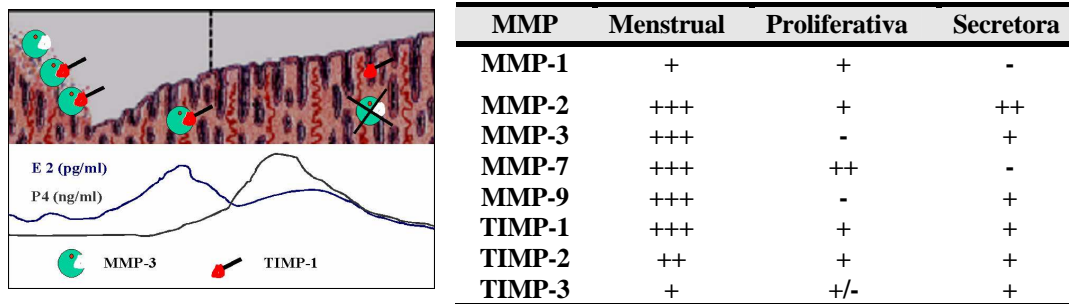 E 2 (pg/ml)
P4 (ng/ml)
MMP-3 TIMP-1
MMP Menstrual Proliferativa Secretora
MMP-1 + + -
MMP-2 +++ + ++
MMP-3 +++ - +
MMP-7 +++ ++ -
MMP-9 +++ - +
TIMP-1 +++ + +
TIMP-2 ++ + +
TIMP-3 + +/- +